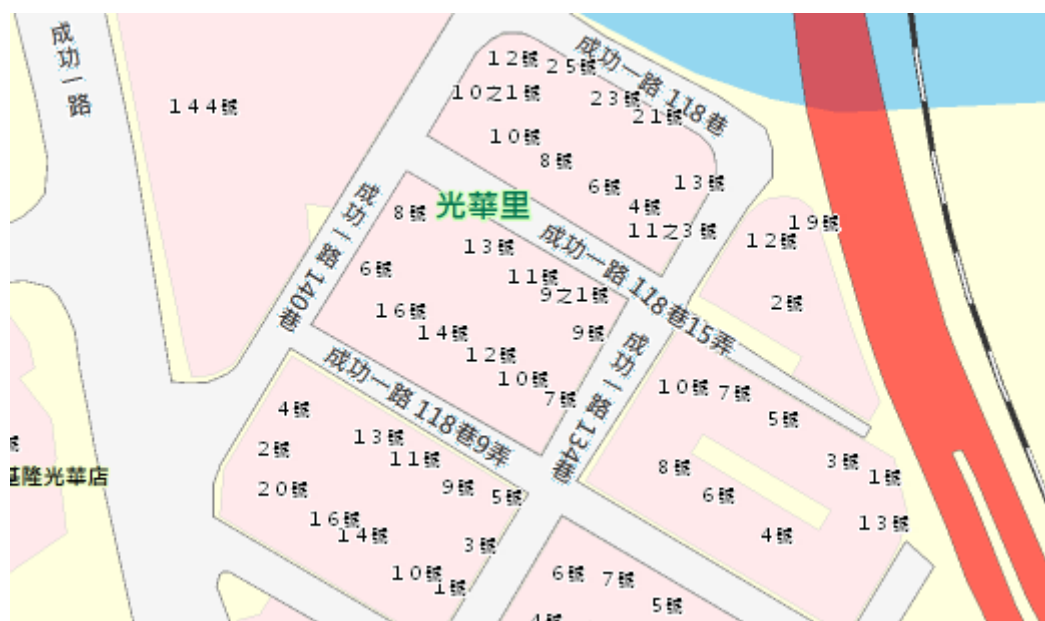 成功一路
144號
12號
25號
成功一路 118巷
10之1號
23號
21號
10號
8號
6號
13號
4號
11之3號
光華里
成功一路 140巷
8號
13號
成功一路 118巷15弄
19號
12號
6號
11號
9之1號
2號
16號
14號
9號
12號
10號
7號
成功一路 134巷
成功一路 118巷9弄
10號
7號
5號
4號
13號
2號
11號
9號
5號
20號
16號
14號
3號
10號
1號
8號
6號
3號
1號
13號
4號
號
基隆光華店
6號
7號
5號
4號